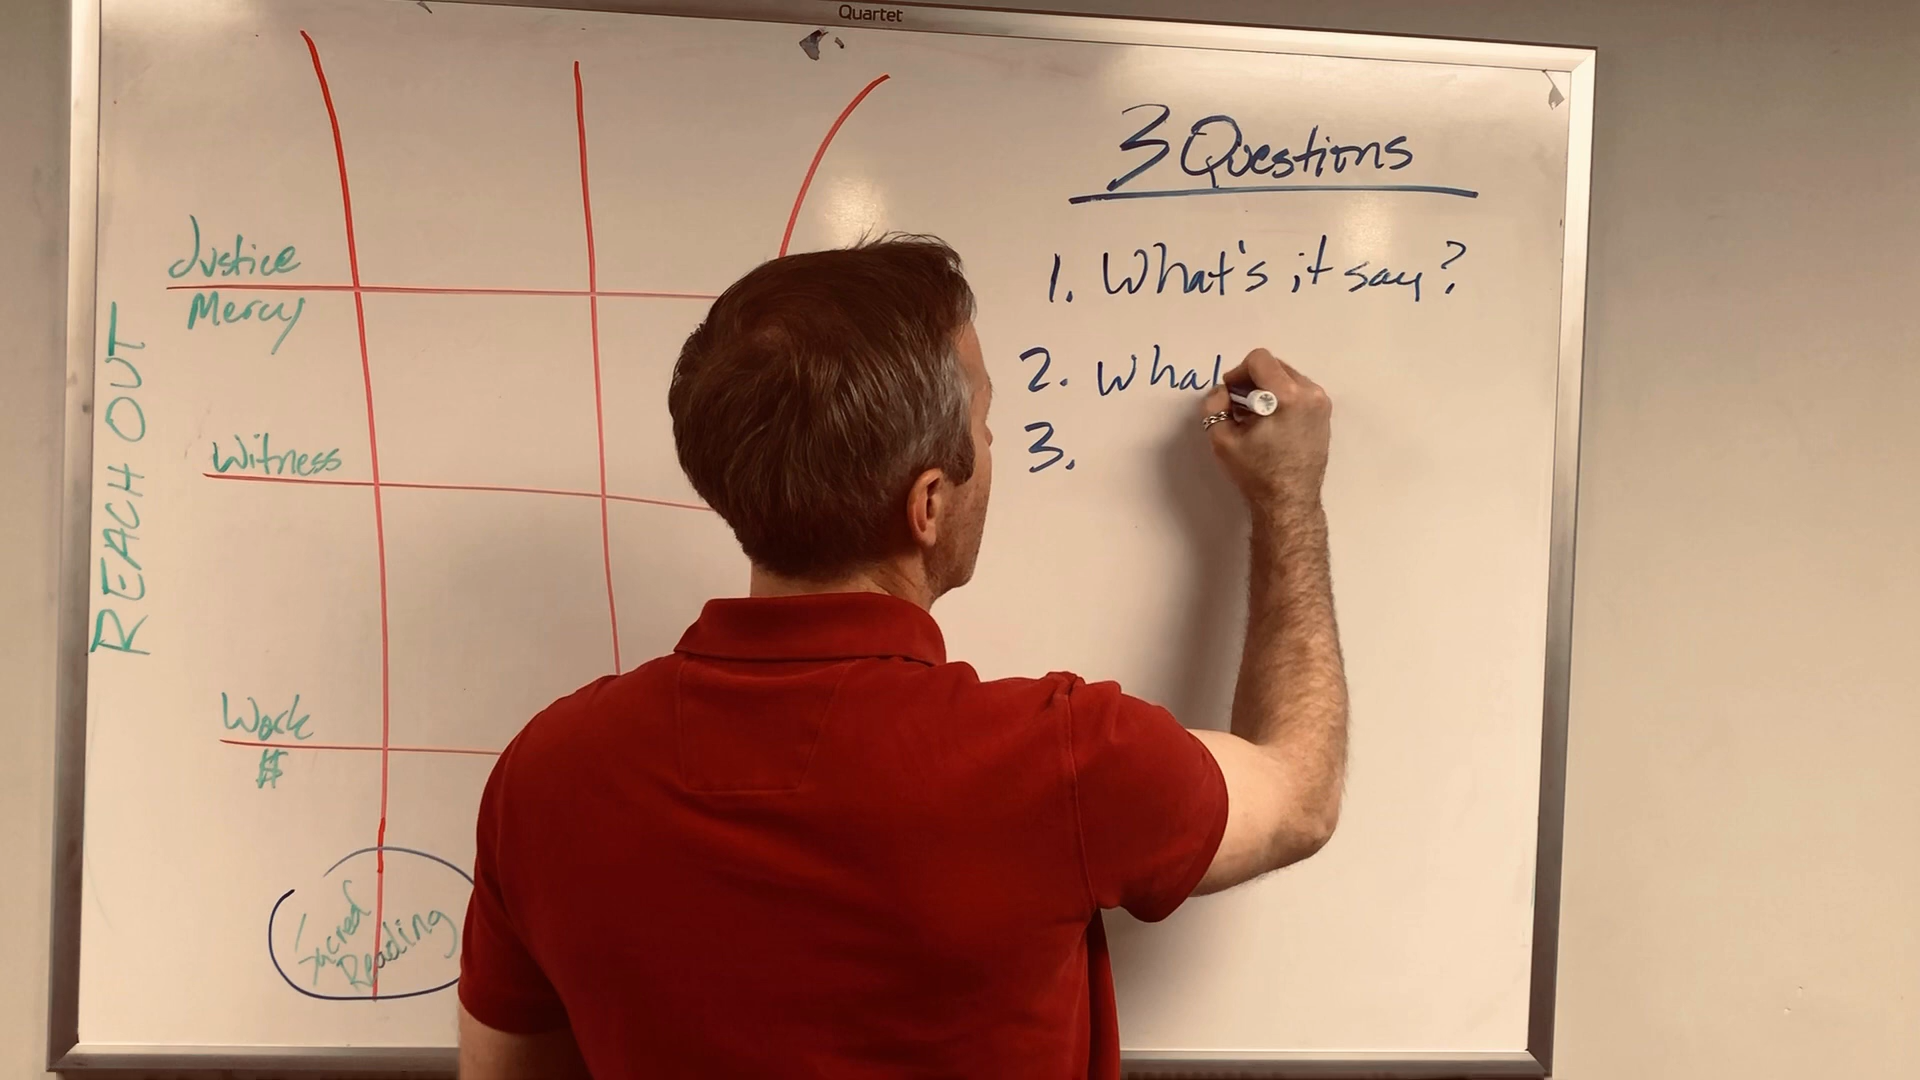 Quartet
REACH OUT
Justice
Mercy
Witness
Work
$
Sacred
Reading
3 Questions
1. What's it say?
2. What
3.